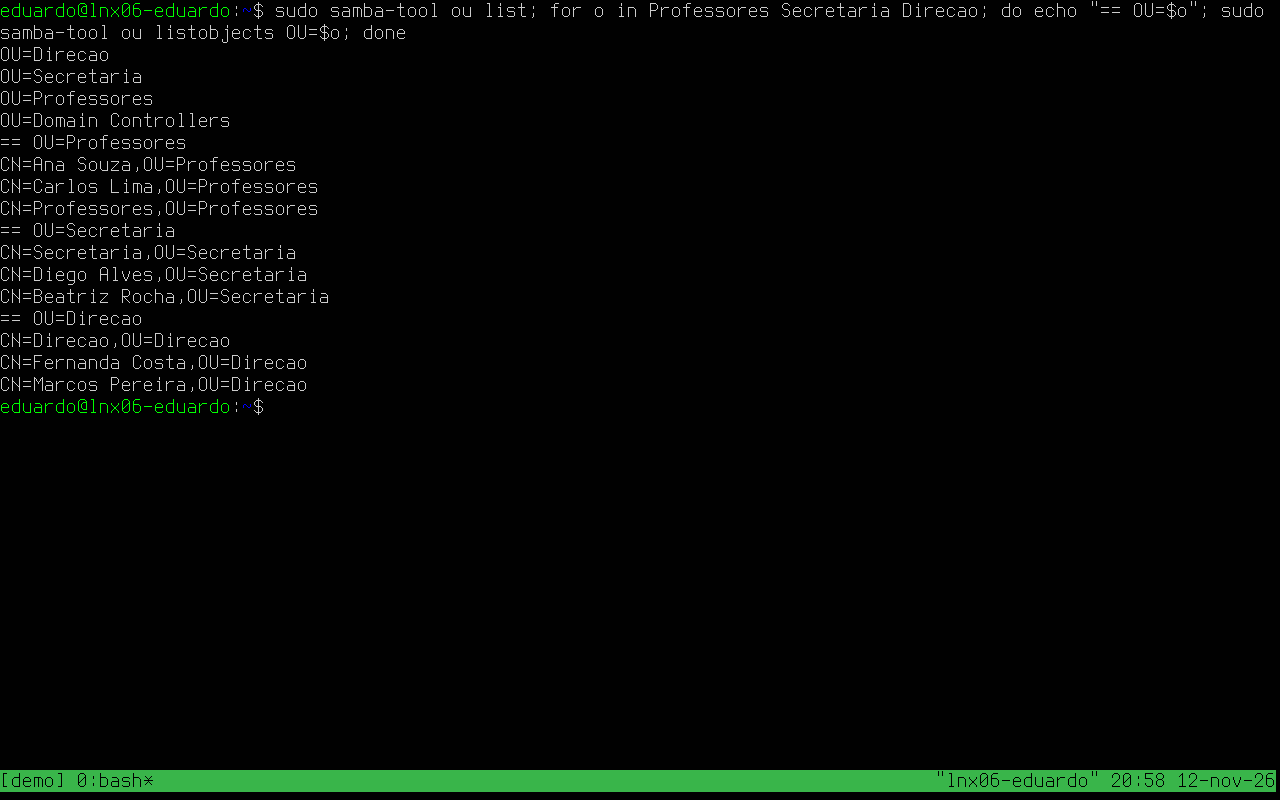 eduardo@lnx06-eduardo:~$ sudo samba-tool ou list; for o in Professores Secretaria Direcao; do echo "== OU=$o"; sudo
samba-tool ou listobjects OU=$o; done
OU=Direcao
OU=Secretaria
OU=Professores
OU=Domain Controllers
== OU=Professores
CN=Ana Souza,OU=Professores
CN=Carlos Lima,OU=Professores
CN=Professores,OU=Professores
== OU=Secretaria
CN=Secretaria,OU=Secretaria
CN=Diego Alves,OU=Secretaria
CN=Beatriz Rocha,OU=Secretaria
== OU=Direcao
CN=Direcao,OU=Direcao
CN=Fernanda Costa,OU=Direcao
CN=Marcos Pereira,OU=Direcao
eduardo@lnx06-eduardo:~$
[demo] 0:bash* "lnx06-eduardo" 20:58 12-nov-26